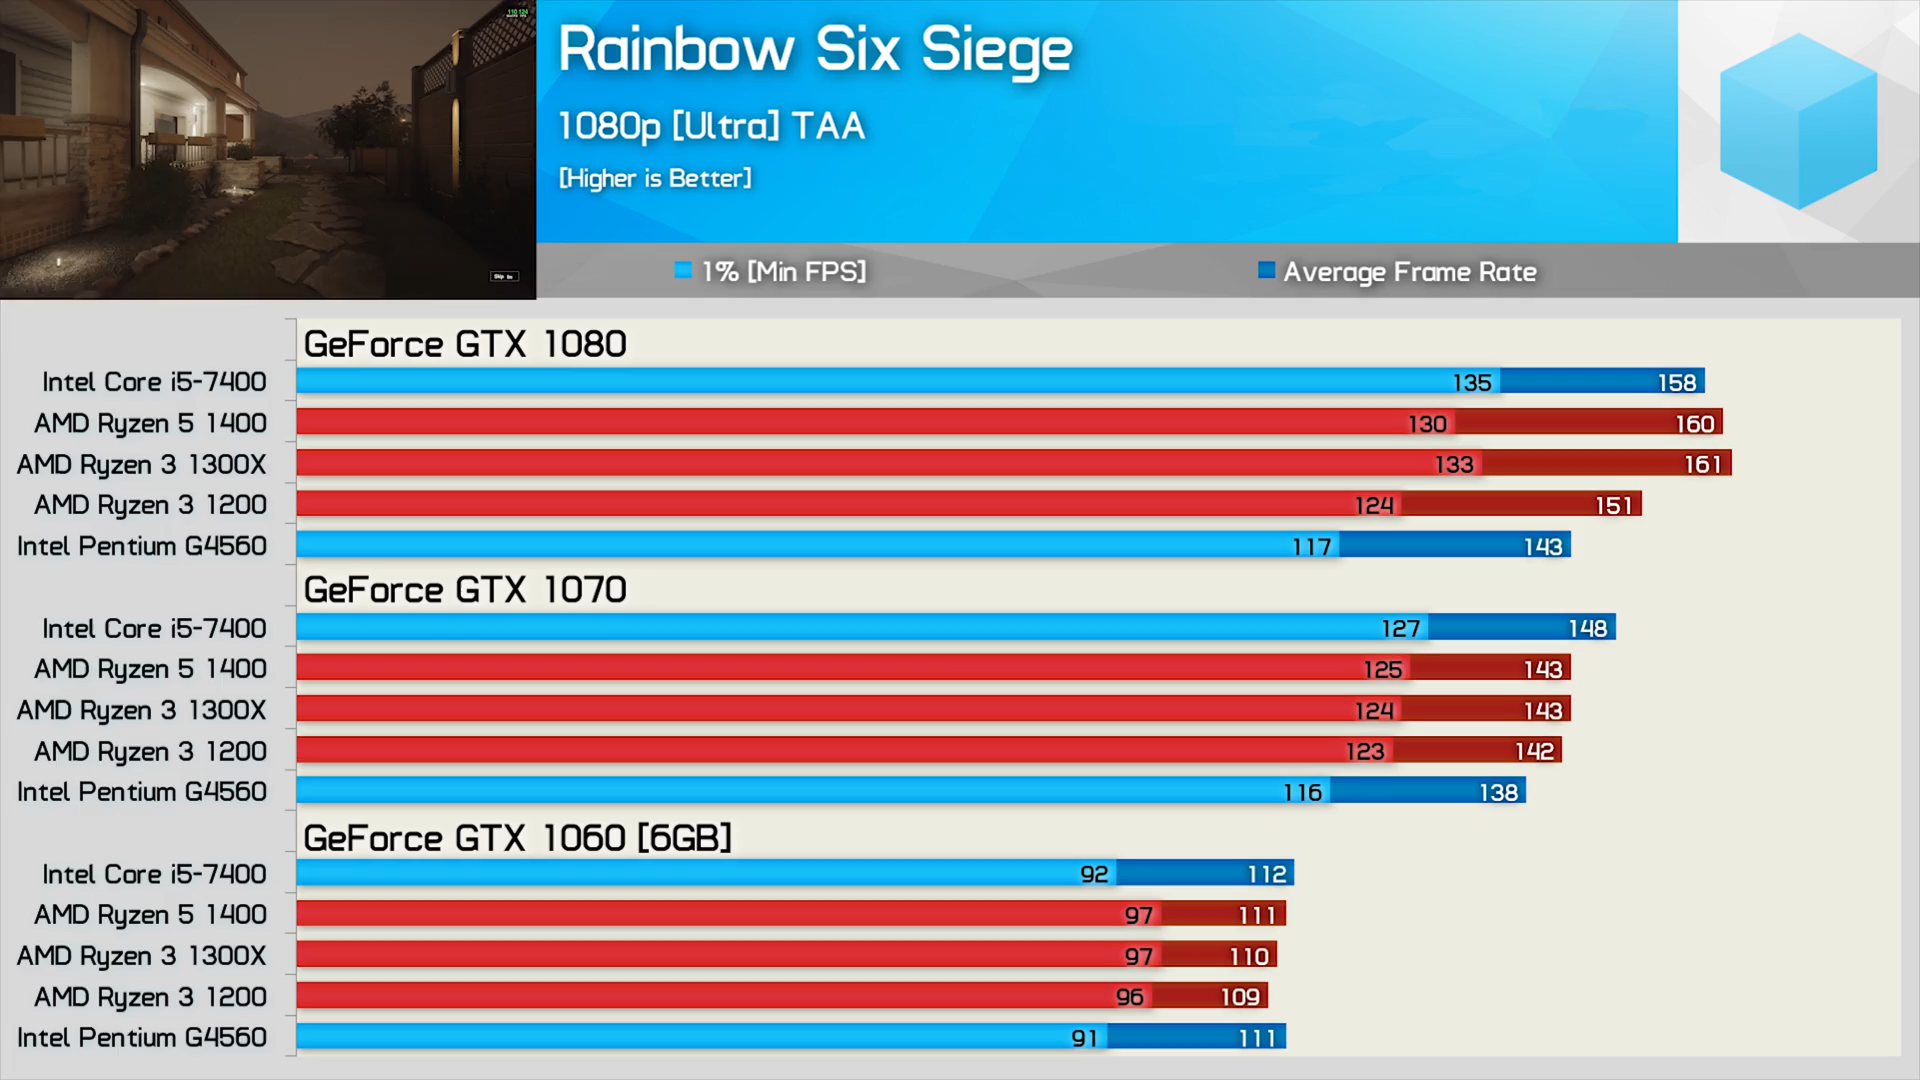 Rainbow Six Siege
1080p [Ultra] TAA
[Higher is Better]
1% [Min FPS]
Average Frame Rate
GeForce GTX 1080
Intel Core i5-7400 135 158
AMD Ryzen 5 1400 130 160
AMD Ryzen 3 1300X 133 161
AMD Ryzen 3 1200 124 151
Intel Pentium G4560 117 143
GeForce GTX 1070
Intel Core i5-7400 127 148
AMD Ryzen 5 1400 125 143
AMD Ryzen 3 1300X 124 143
AMD Ryzen 3 1200 123 142
Intel Pentium G4560 116 138
GeForce GTX 1060 [6GB]
Intel Core i5-7400 92 112
AMD Ryzen 5 1400 97 111
AMD Ryzen 3 1300X 97 110
AMD Ryzen 3 1200 96 109
Intel Pentium G4560 91 111